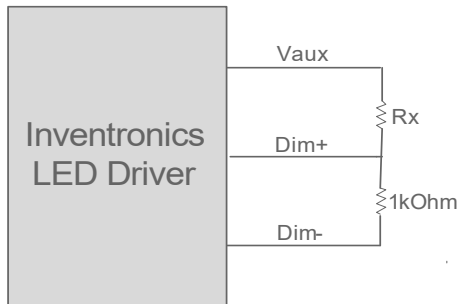 Vaux
Rx
Inventronics
LED Driver
Dim+
1kOhm
Dim-